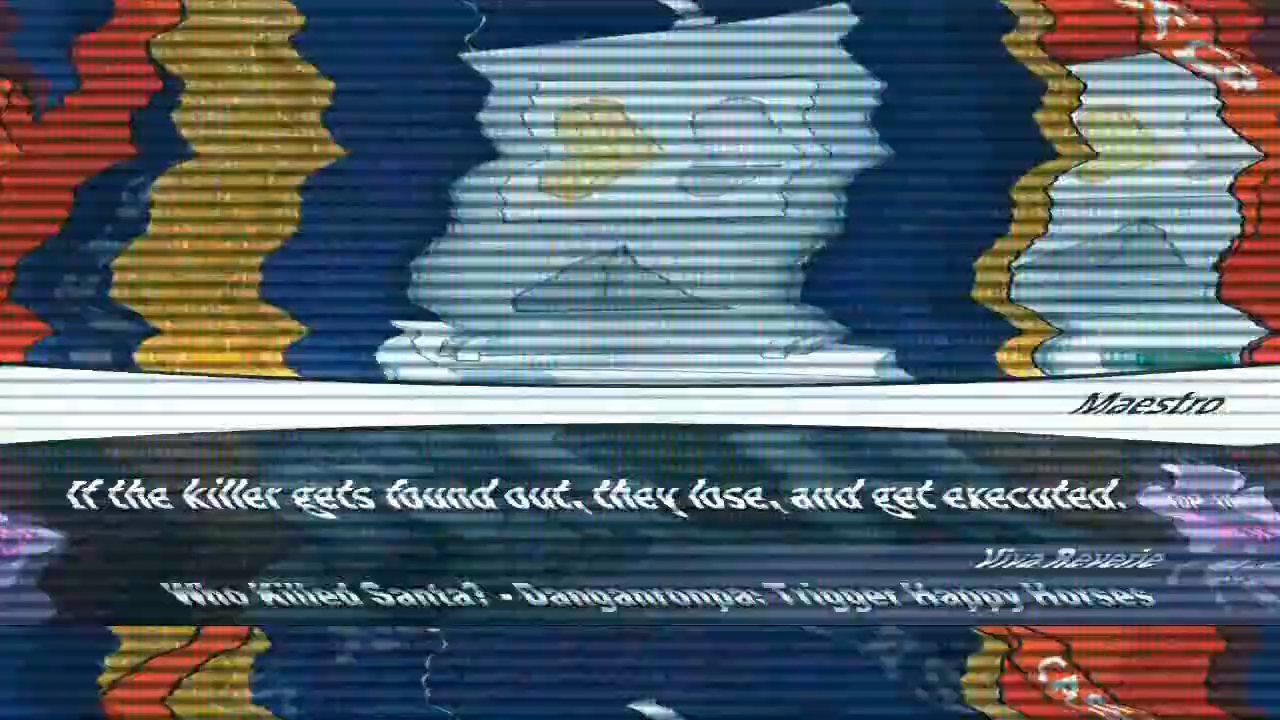 Maestro
If the killer gets found out, they lose, and get executed.
Viva Reverie
Who Killed Santa? - Danganronpa: Trigger Happy Horses